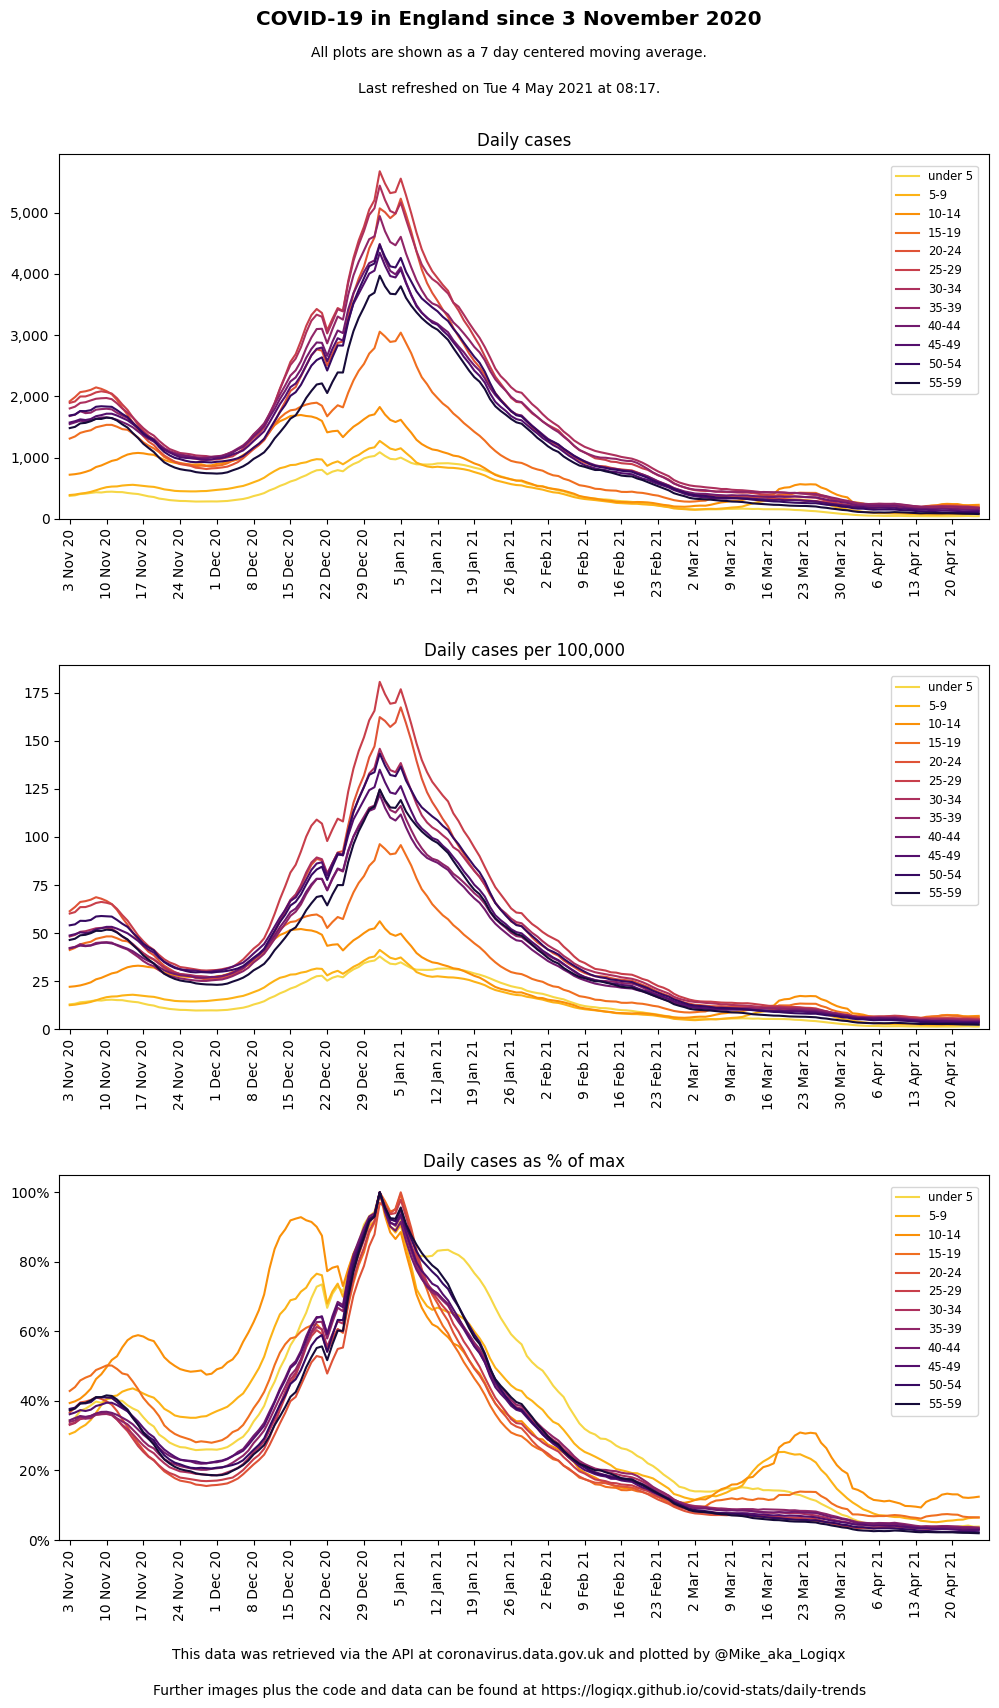 COVID-19 in England since 3 November 2020
All plots are shown as a 7 day centered moving average.
Last refreshed on Tue 4 May 2021 at 08:17.
Daily cases
5,000
4,000
3,000
2,000
1,000
0
under 5
5-9
10-14
15-19
20-24
25-29
30-34
35-39
40-44
45-49
50-54
55-59
3 Nov 20
10 Nov 20
17 Nov 20
24 Nov 20
1 Dec 20
8 Dec 20
15 Dec 20
22 Dec 20
29 Dec 20
5 Jan 21
12 Jan 21
19 Jan 21
26 Jan 21
2 Feb 21
9 Feb 21
16 Feb 21
23 Feb 21
2 Mar 21
9 Mar 21
16 Mar 21
23 Mar 21
30 Mar 21
6 Apr 21
13 Apr 21
20 Apr 21
Daily cases per 100,000
175
150
125
100
75
50
25
0
under 5
5-9
10-14
15-19
20-24
25-29
30-34
35-39
40-44
45-49
50-54
55-59
3 Nov 20
10 Nov 20
17 Nov 20
24 Nov 20
1 Dec 20
8 Dec 20
15 Dec 20
22 Dec 20
29 Dec 20
5 Jan 21
12 Jan 21
19 Jan 21
26 Jan 21
2 Feb 21
9 Feb 21
16 Feb 21
23 Feb 21
2 Mar 21
9 Mar 21
16 Mar 21
23 Mar 21
30 Mar 21
6 Apr 21
13 Apr 21
20 Apr 21
Daily cases as % of max
100%
80%
60%
40%
20%
0%
under 5
5-9
10-14
15-19
20-24
25-29
30-34
35-39
40-44
45-49
50-54
55-59
3 Nov 20
10 Nov 20
17 Nov 20
24 Nov 20
1 Dec 20
8 Dec 20
15 Dec 20
22 Dec 20
29 Dec 20
5 Jan 21
12 Jan 21
19 Jan 21
26 Jan 21
2 Feb 21
9 Feb 21
16 Feb 21
23 Feb 21
2 Mar 21
9 Mar 21
16 Mar 21
23 Mar 21
30 Mar 21
6 Apr 21
13 Apr 21
20 Apr 21
This data was retrieved via the API at coronavirus.data.gov.uk and plotted by @Mike_aka_Logiqx
Further images plus the code and data can be found at https://logiqx.github.io/covid-stats/daily-trends